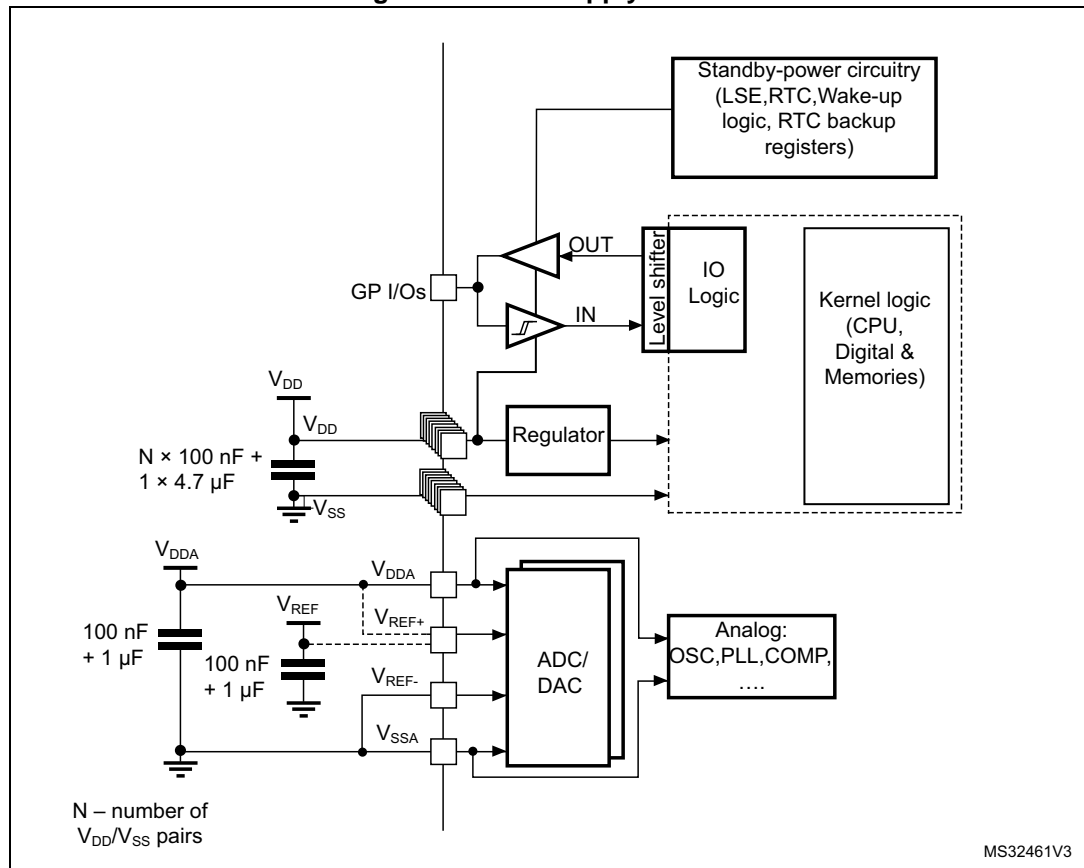 Standby-power circuitry
(LSE,RTC,Wake-up
logic, RTC backup
registers)
OUT
Level shifter
IO
Logic
GP I/Os
IN
Kernel logic
(CPU,
Digital &
Memories)
VDD
VDD
Regulator
N × 100 nF +
1 × 4.7 µF
VSS
VDDA
VDDA
VREF
VREF+
100 nF
+ 1 µF
100 nF
+ 1 µF
VREF-
ADC/
DAC
Analog:
OSC,PLL,COMP,
....
VSSA
N – number of
VDD/VSS pairs
MS32461V3